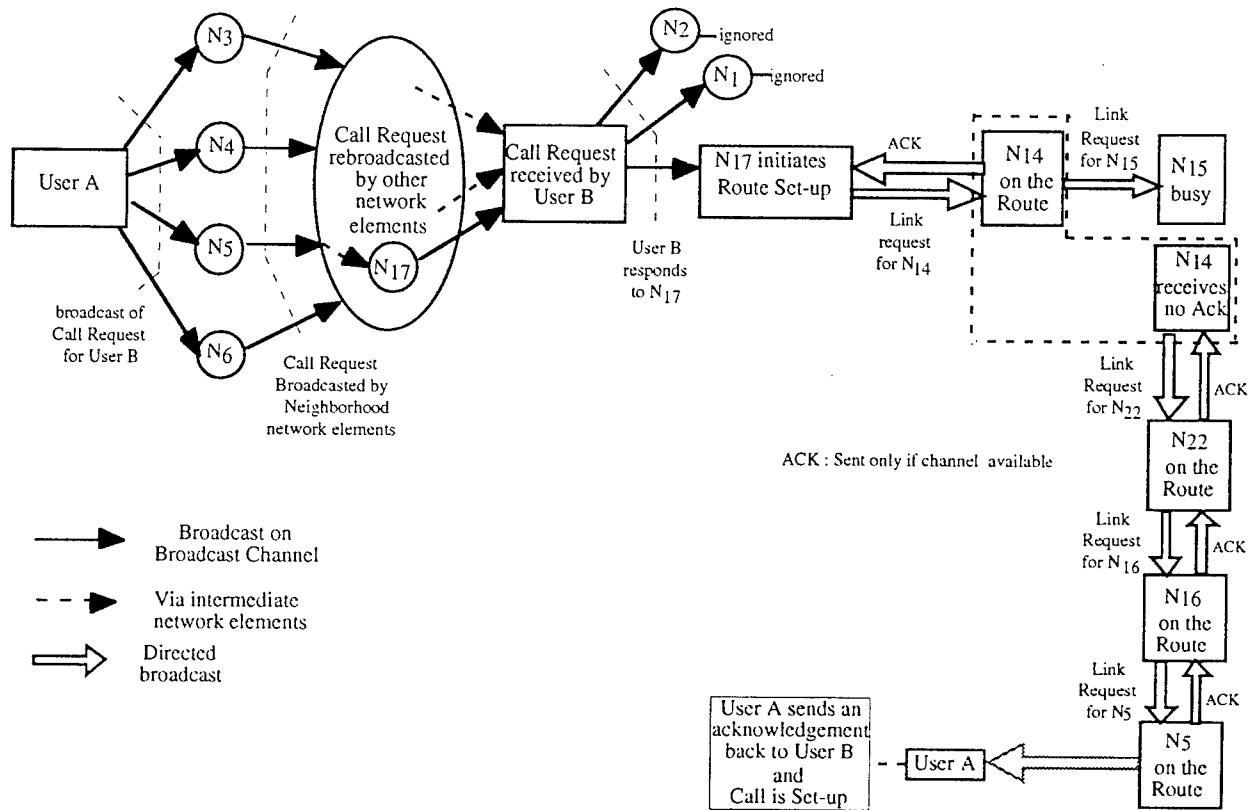 N3
N4
N5
N6
User A
broadcast of
Call Request
for User B
Call Request
Broadcasted by
Neighborhood
network elements
Call Request
rebroadcasted
by other
network
elements
N17
Call Request
received by
User B
N2
ignored
N1
ignored
User B
responds
to N17
N17 initiates
Route Set-up
ACK
Link
request
for N14
N14
on the
Route
Link
Request
for N15
N15
busy
N14
receives
no Ack
Link
Request
for N22
ACK
N22
on the
Route
ACK : Sent only if channel available
Link
Request
for N16
ACK
N16
on the
Route
Link
Request
for N5
ACK
N5
on the
Route
User A
User A sends an
acknowledgement
back to User B
and
Call is Set-up
Broadcast on
Broadcast Channel
Via intermediate
network elements
Directed
broadcast